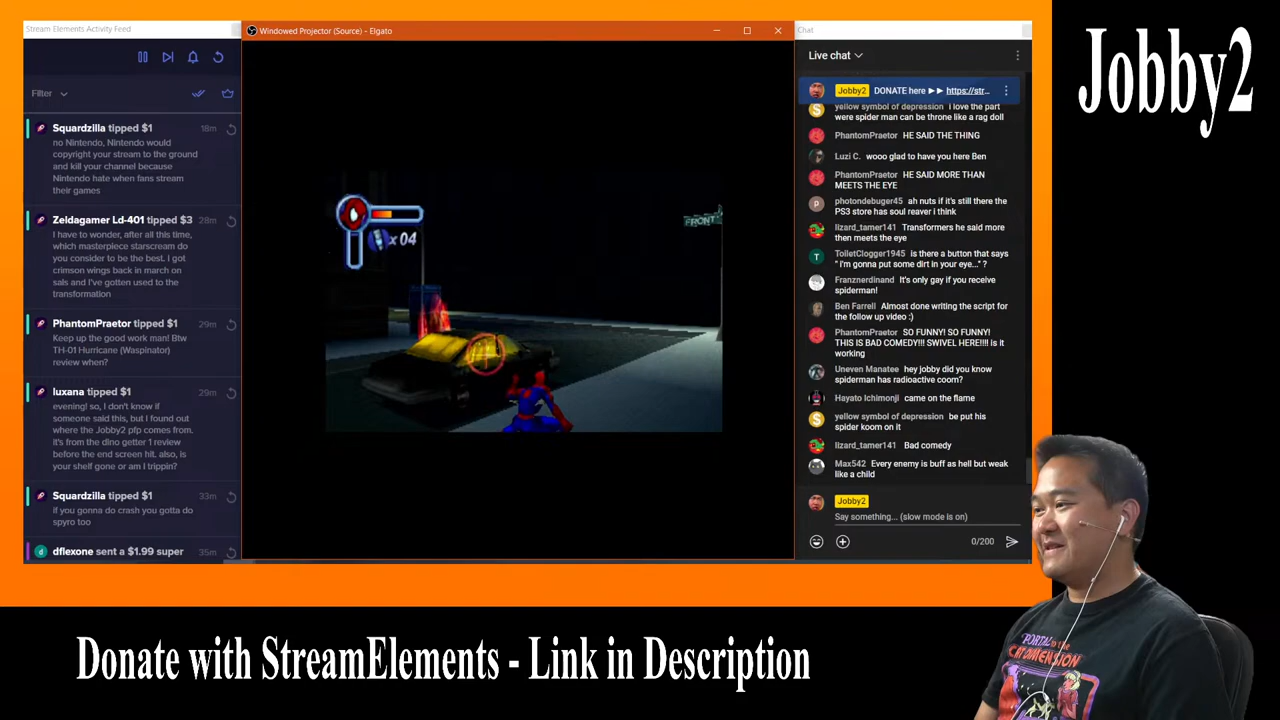 Stream Elements Activity Feed
Filter
Squardzilla tipped $1
18m
no Nintendo, Nintendo would
copyright your stream to the ground
and kill your channel because
Nintendo hate when fans stream
their games
Zeldagamer Ld-401 tipped $3
28m
I have to wonder, after all this time,
which masterpiece starscream do
you consider to be the best. i got
crimson wings back in march on
sals and I've gotten used to the
transformation
PhantomPraetor tipped $1
29m
Keep up the good work man! Btw
TH-01 Hurricane (Waspinator)
review when?
luxana tipped $1
29m
evening! so, I don't know if
someone said this, but I found out
where the Jobby2 pfp comes from.
it's from the dino getter 1 review
before the end screen hit. also, is
your shelf gone or am I trippin?
Squardzilla tipped $1
33m
If you gonna do crash you gotta do
spyro too
dflexone sent a $1.99 super
35m
Windowed Projector (Source) - Elgato
x 04
FRONT
Chat
Live chat
Jobby2 DONATE here ►► https://str...
yellow symbol of depression I love the part
were spider man can be throne like a rag doll
PhantomPraetor HE SAID THE THING
Luzi C. wooo glad to have you here Ben
PhantomPraetor HE SAID MORE THAN
MEETS THE EYE
photondebuger45 ah nuts if it's still there the
PS3 store has soul reaver i think
lizard_tamer141 Transformers he said more
then meets the eye
ToiletClogger1945 is there a button that says
" i'm gonna put some dirt in your eye..." ?
Franznerdinand It's only gay if you receive
spiderman!
Ben Farrell Almost done writing the script for
the follow up video :)
PhantomPraetor SO FUNNY! SO FUNNY!
THIS IS BAD COMEDY!!! SWIVEL HERE!!!! is it
working
Uneven Manatee hey jobby did you know
spiderman has radioactive coom?
Hayato Ichimonji came on the flame
yellow symbol of depression be put his
spider koom on it
lizard_tamer141 Bad comedy
Max542 Every enemy is buff as hell but weak
like a child
Jobby2
Say something... (slow mode is on)
0/200
Jobby2
PORTAL to the
CAT DIMENSION
Donate with StreamElements - Link in Description